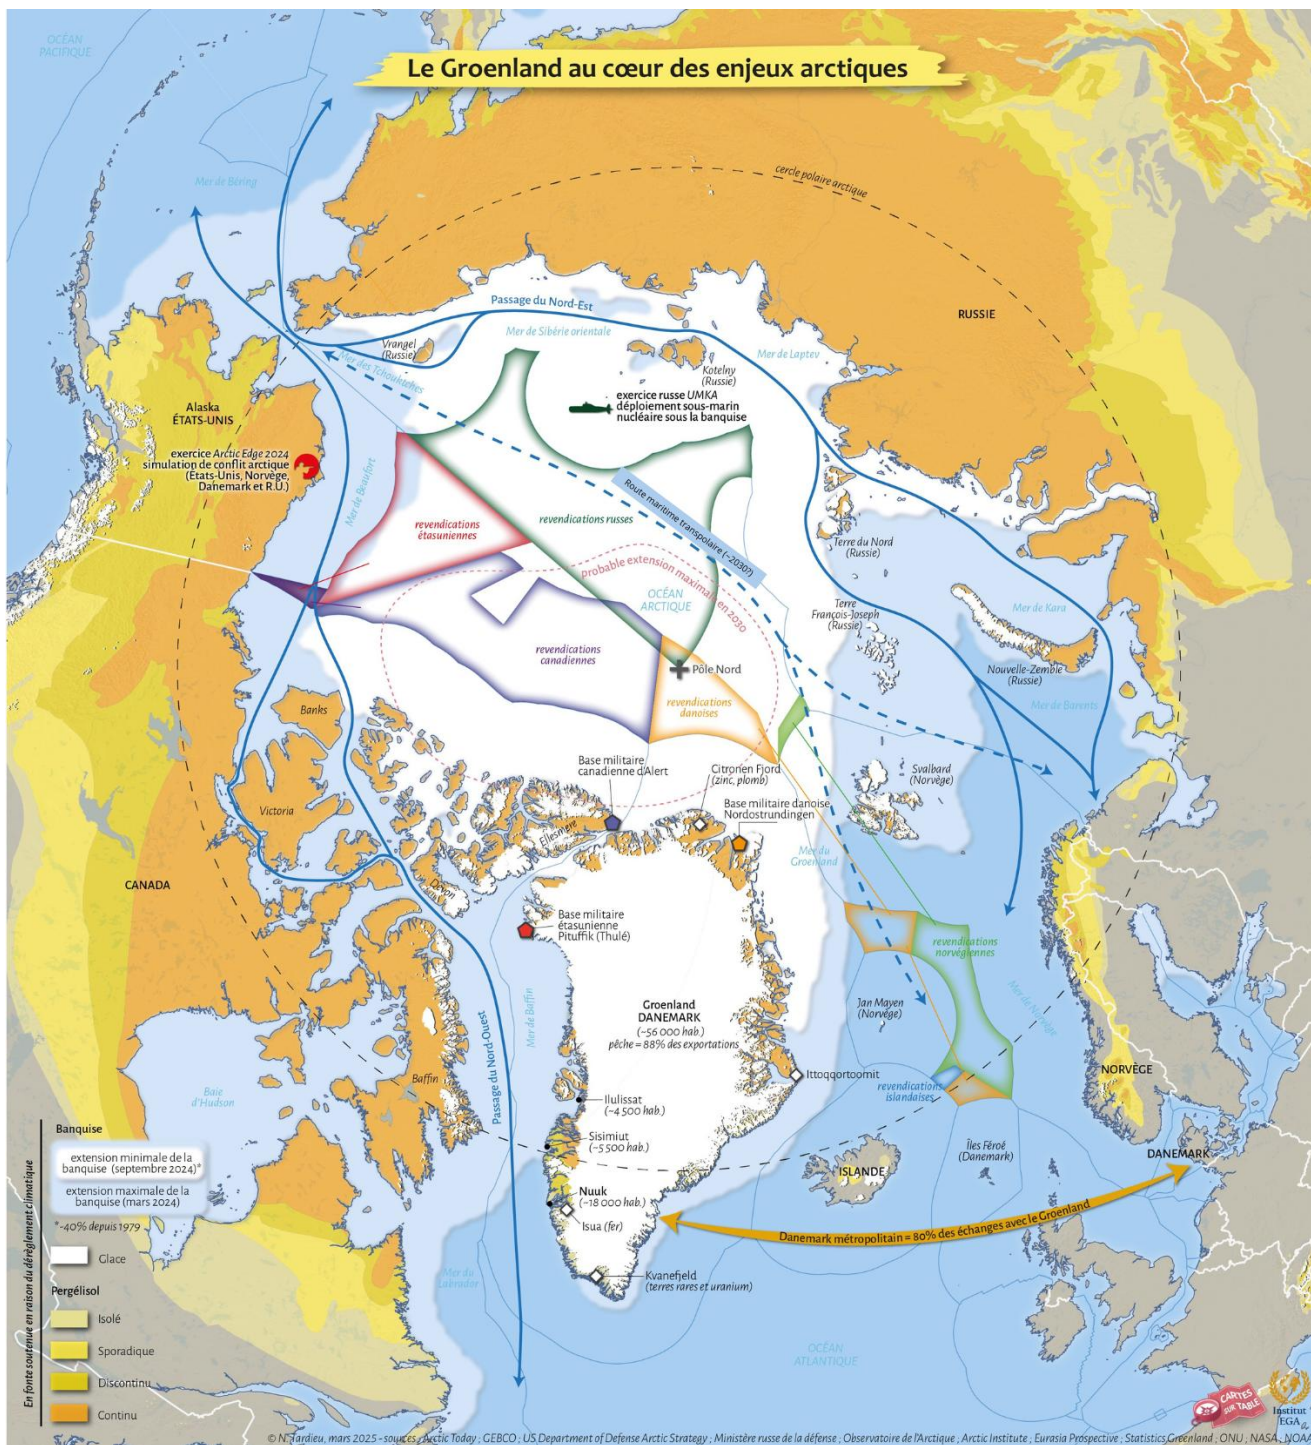 OCÉAN
PACIFIQUE
Le Groenland au cœur des enjeux arctiques
Mer de Béring
cercle polaire arctique
Passage du Nord-Est
Mer de Sibérie orientale
RUSSIE
Vrangel
(Russie)
Mer des Tchouktches
Kotelny
(Russie)
Mer de Laptev
exercice russe UMKA
déploiement sous-marin
nucléaire sous la banquise
Alaska
ÉTATS-UNIS
exercice Arctic Edge 2024
simulation de conflit arctique
(États-Unis, Norvège,
Danemark et R.U.)
Mer de Beaufort
revendications
étasuniennes
revendications russes
Route maritime transpolaire (~2030?)
probable extension maximale en 2030
Terre du Nord
(Russie)
OCÉAN
ARCTIQUE
Terre
François-Joseph
(Russie)
Mer de Kara
revendications
canadiennes
Pôle Nord
Nouvelle-Zemble
(Russie)
revendications
danoises
Mer de Barents
Banks
Base militaire
canadienne d'Alert
Citronen Fjord
(zinc, plomb)
Svalbard
(Norvège)
Victoria
Base militaire danoise
Nordostrundingen
Ellesmere
Mer du
Groenland
CANADA
Devon
Base militaire
étasunienne
Pituffik (Thulé)
revendications
norvégiennes
Mer de Norvège
Groenland
DANEMARK
(~56 000 hab.)
pêche = 88% des exportations
Jan Mayen
(Norvège)
Mer de Baffin
Passage du Nord-Ouest
Baffin
Ittoqqortoormit
NORVÈGE
Baie
d'Hudson
Ilulissat
(~4 500 hab.)
revendications
islandaises
Sisimiut
(~5 500 hab.)
Îles Féroé
(Danemark)
DANEMARK
ISLANDE
Nuuk
(~18 000 hab.)
Isua (fer)
Danemark métropolitain = 80% des échanges avec le Groenland
Mer du
Labrador
Kvanefjeld
(terres rares et uranium)
OCÉAN
ATLANTIQUE
En fonte soutenue en raison du dérèglement climatique
Banquise
extension minimale de la
banquise (septembre 2024)*
extension maximale de la
banquise (mars 2024)
* -40% depuis 1979
Glace
Pergélisol
Isolé
Sporadique
Discontinu
Continu
CARTES
SUR TABLE
Institut
EGA
© N. Tardieu, mars 2025 - sources : Arctic Today ; GEBCO ; US Department of Defense Arctic Strategy ; Ministère russe de la défense ; Observatoire de l'Arctique ; Arctic Institute ; Eurasia Prospective ; Statistics Greenland ; ONU ; NASA ; NOAA